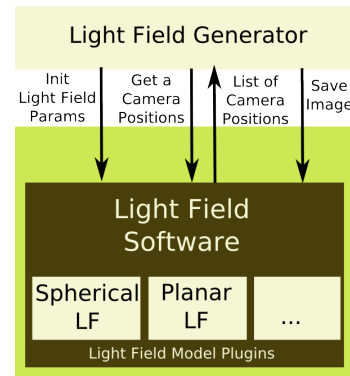 Light Field Generator
Init
Light Field
Params
Get a
Camera
Positions
List of
Camera
Positions
Save
Image
Light Field
Software
Spherical
LF
Planar
LF
...
Light Field Model Plugins